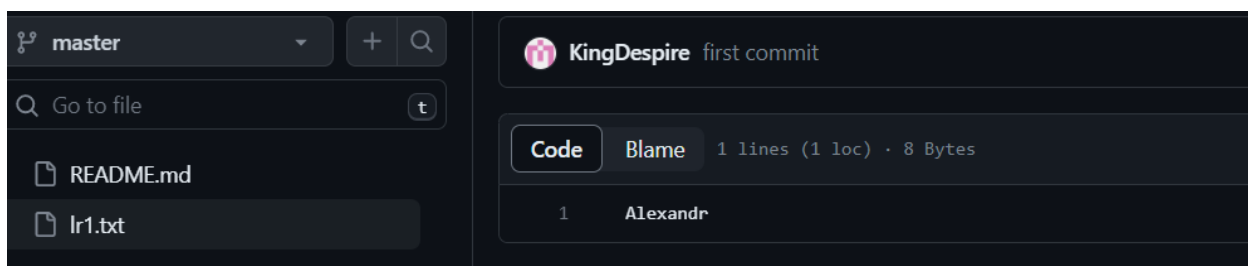 master
Go to file
t
README.md
lr1.txt
KingDespire first commit
Code Blame 1 lines (1 loc) · 8 Bytes
1 Alexandr